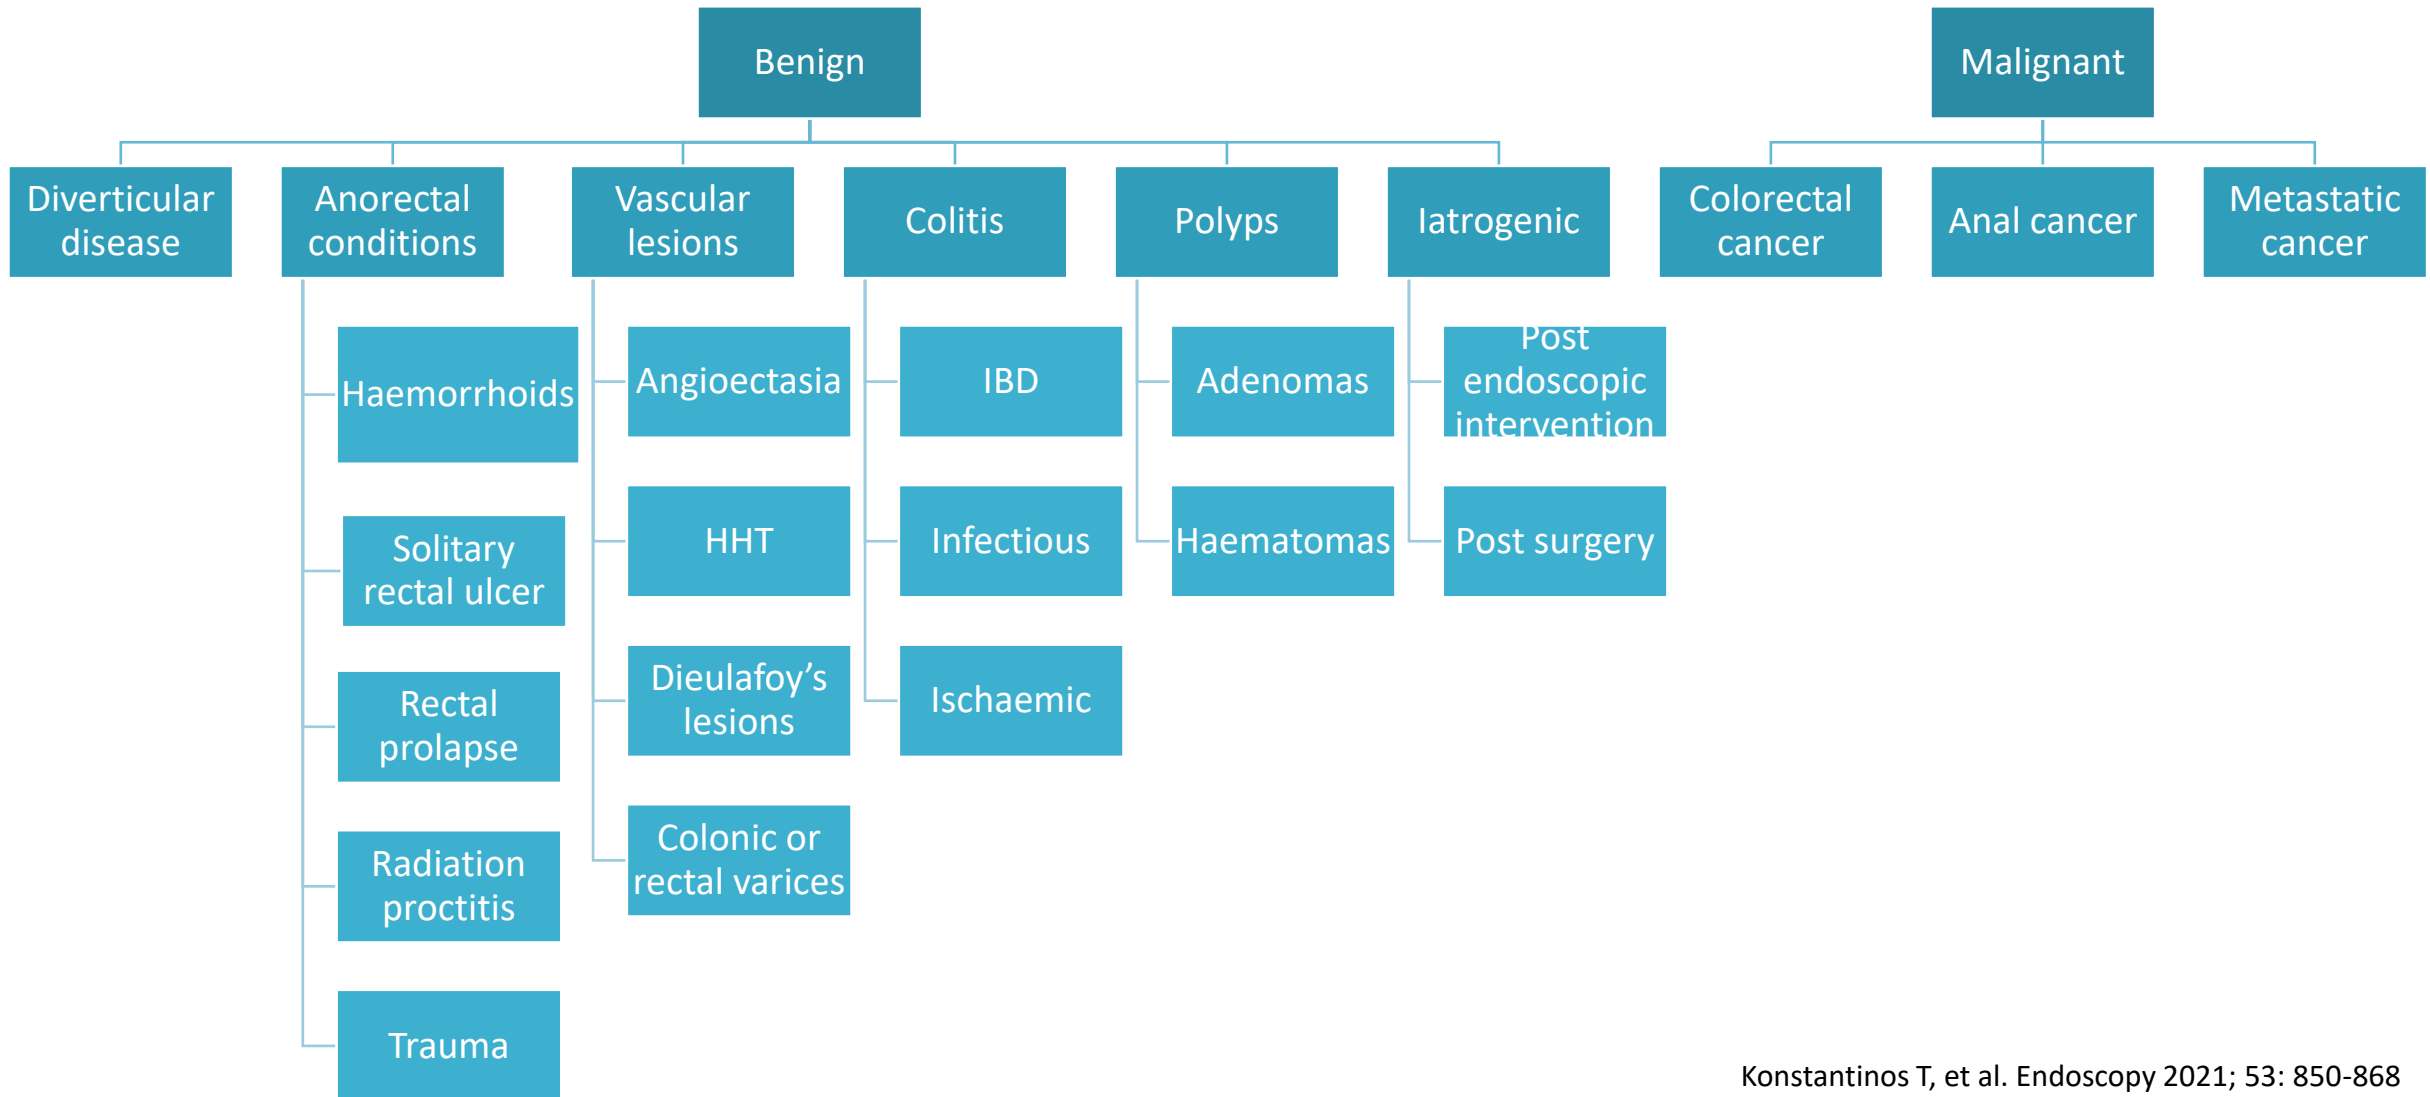 Benign
Malignant
Diverticular
disease
Anorectal
conditions
Vascular
lesions
Colitis
Polyps
Iatrogenic
Colorectal
cancer
Anal cancer
Metastatic
cancer
Haemorrhoids
Solitary
rectal ulcer
Rectal
prolapse
Radiation
proctitis
Trauma
Angioectasia
HHT
Dieulafoy’s
lesions
Colonic or
rectal varices
IBD
Infectious
Ischaemic
Adenomas
Haematomas
Post
endoscopic
intervention
Post surgery
Konstantinos T, et al. Endoscopy 2021; 53: 850-868